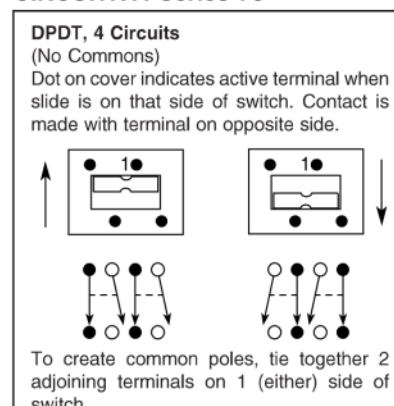 DPDT, 4 Circuits
(No Commons)
Dot on cover indicates active terminal when
slide is on that side of switch. Contact is
made with terminal on opposite side.
1
1
To create common poles, tie together 2
adjoining terminals on 1 (either) side of
switch